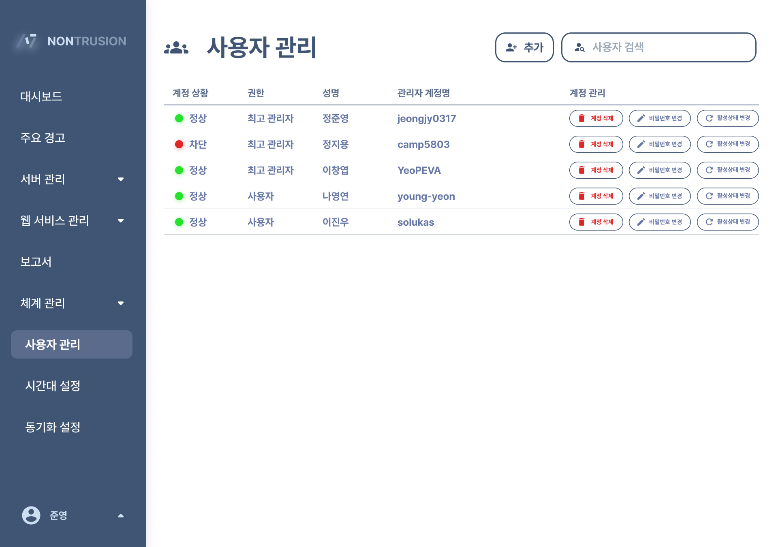 NONTRUSION
대시보드
주요 경고
서버 관리
웹 서비스 관리
보고서
체계 관리
사용자 관리
시간대 설정
동기화 설정
준영
사용자 관리
추가
사용자 검색
계정 상황 권한 성명 관리자 계정명 계정 관리
정상 최고 관리자 정준영 jeongjy0317 계정 삭제 비밀번호 변경 활성상태 변경
차단 최고 관리자 정지용 camp5803 계정 삭제 비밀번호 변경 활성상태 변경
정상 최고 관리자 이창엽 YeoPEVA 계정 삭제 비밀번호 변경 활성상태 변경
정상 사용자 나영연 young-yeon 계정 삭제 비밀번호 변경 활성상태 변경
정상 사용자 이진우 solukas 계정 삭제 비밀번호 변경 활성상태 변경